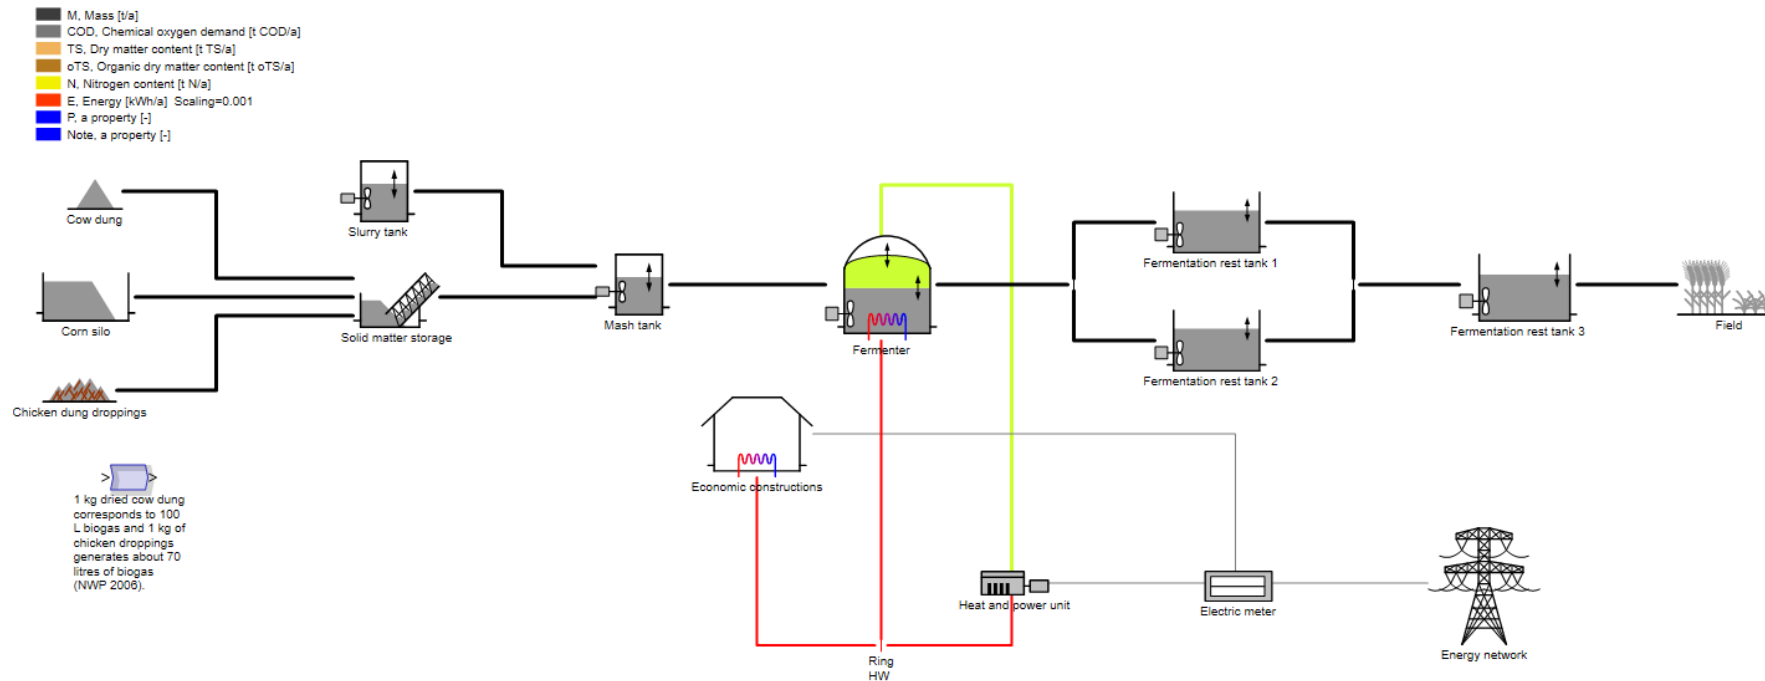 M, Mass [t/a]
COD, Chemical oxygen demand [t COD/a]
TS, Dry matter content [t TS/a]
oTS, Organic dry matter content [t oTS/a]
N, Nitrogen content [t N/a]
E, Energy [kWh/a]  Scaling=0.001
P, a property [-]
Note, a property [-]
Cow dung
Slurry tank
Corn silo
Solid matter storage
Mash tank
Fermenter
Fermentation rest tank 1
Fermentation rest tank 2
Fermentation rest tank 3
Field
Chicken dung droppings
1 kg dried cow dung
corresponds to 100
L biogas and 1 kg of
chicken droppings
generates about 70
litres of biogas
(NWP 2006).
Economic constructions
Heat and power unit
Electric meter
Energy network
Ring
HW